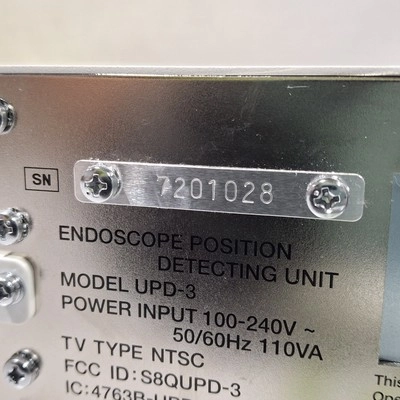 SN 7201028
ENDOSCOPE POSITION
DETECTING UNIT
MODEL UPD-3
POWER INPUT 100-240V ~
50/60Hz 110VA
TV TYPE NTSC
FCC ID:S8QUPD-3
This
Ope